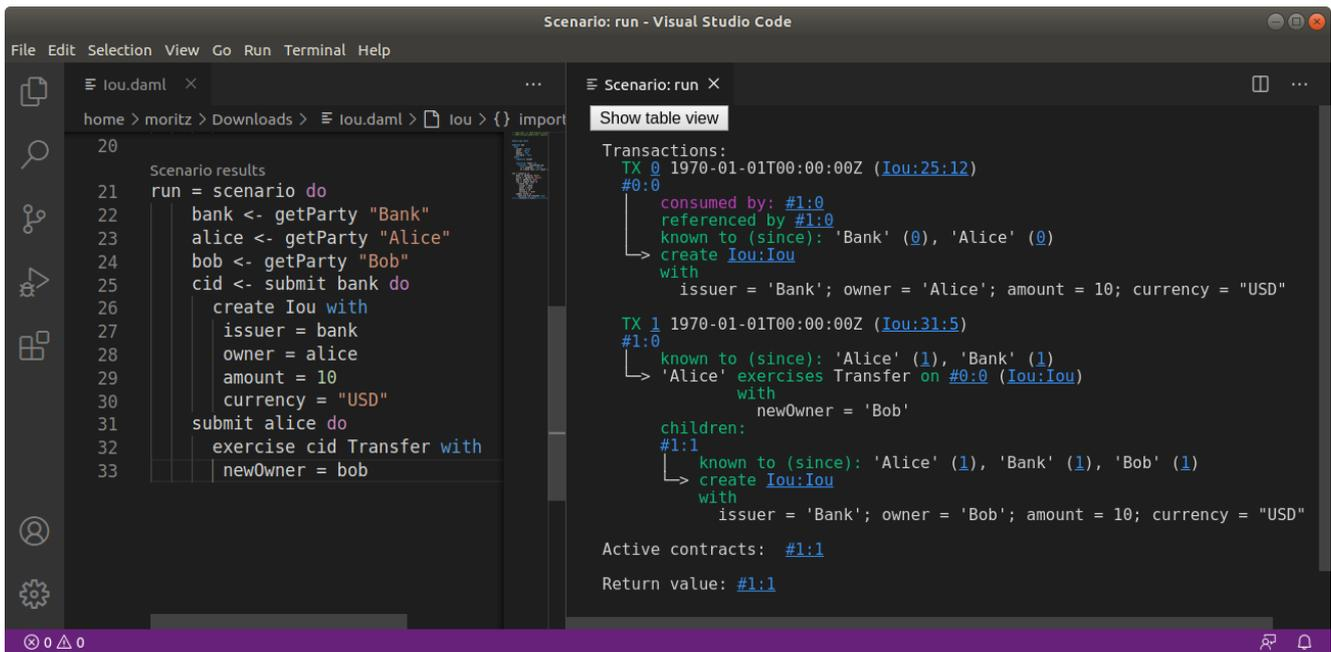 Scenario: run - Visual Studio Code
File Edit Selection View Go Run Terminal Help
Iou.daml
home > moritz > Downloads > Iou.daml > Iou > {} import
20
Scenario results
21 run = scenario do
22 bank <- getParty "Bank"
23 alice <- getParty "Alice"
24 bob <- getParty "Bob"
25 cid <- submit bank do
26 create Iou with
27 issuer = bank
28 owner = alice
29 amount = 10
30 currency = "USD"
31 submit alice do
32 exercise cid Transfer with
33 newOwner = bob
Scenario: run
Show table view
Transactions:
TX 0 1970-01-01T00:00:00Z (Iou:25:12)
#0:0
consumed by: #1:0
referenced by #1:0
known to (since): 'Bank' (0), 'Alice' (0)
create Iou:Iou
with
issuer = 'Bank'; owner = 'Alice'; amount = 10; currency = "USD"
TX 1 1970-01-01T00:00:00Z (Iou:31:5)
#1:0
known to (since): 'Alice' (1), 'Bank' (1)
'Alice' exercises Transfer on #0:0 (Iou:Iou)
with
newOwner = 'Bob'
children:
#1:1
known to (since): 'Alice' (1), 'Bank' (1), 'Bob' (1)
create Iou:Iou
with
issuer = 'Bank'; owner = 'Bob'; amount = 10; currency = "USD"
Active contracts: #1:1
Return value: #1:1
0 0